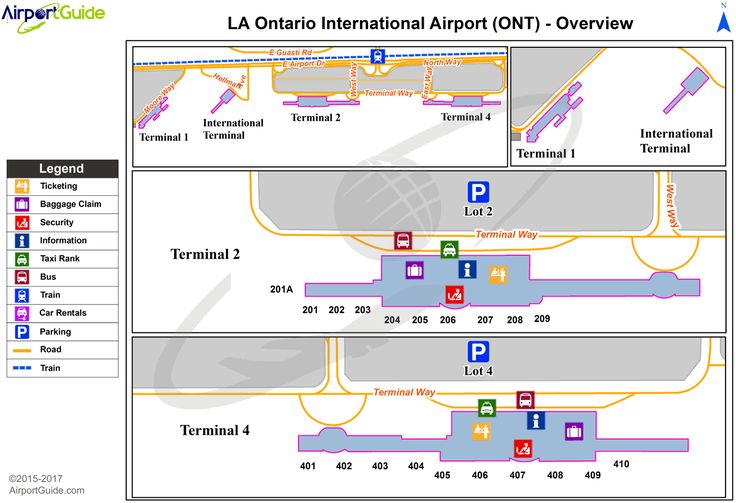 AirportGuide
LA Ontario International Airport (ONT) - Overview
N
E Guasti Rd
E Airport Dr
North Way
Hellman Ave
Moore Way
West Way
East Way
Terminal Way
Terminal 1
International
Terminal
Terminal 2
Terminal 4
Terminal 1
International
Terminal
Legend
Ticketing
Baggage Claim
Security
Information
Taxi Rank
Bus
Train
Car Rentals
P
Parking
Road
Train
P
Lot 2
West Way
Terminal Way
Terminal 2
201A
201
202
203
204
205
206
207
208
209
P
Lot 4
Terminal Way
Terminal 4
401
402
403
404
405
406
407
408
409
410
©2015-2017
AirportGuide.com